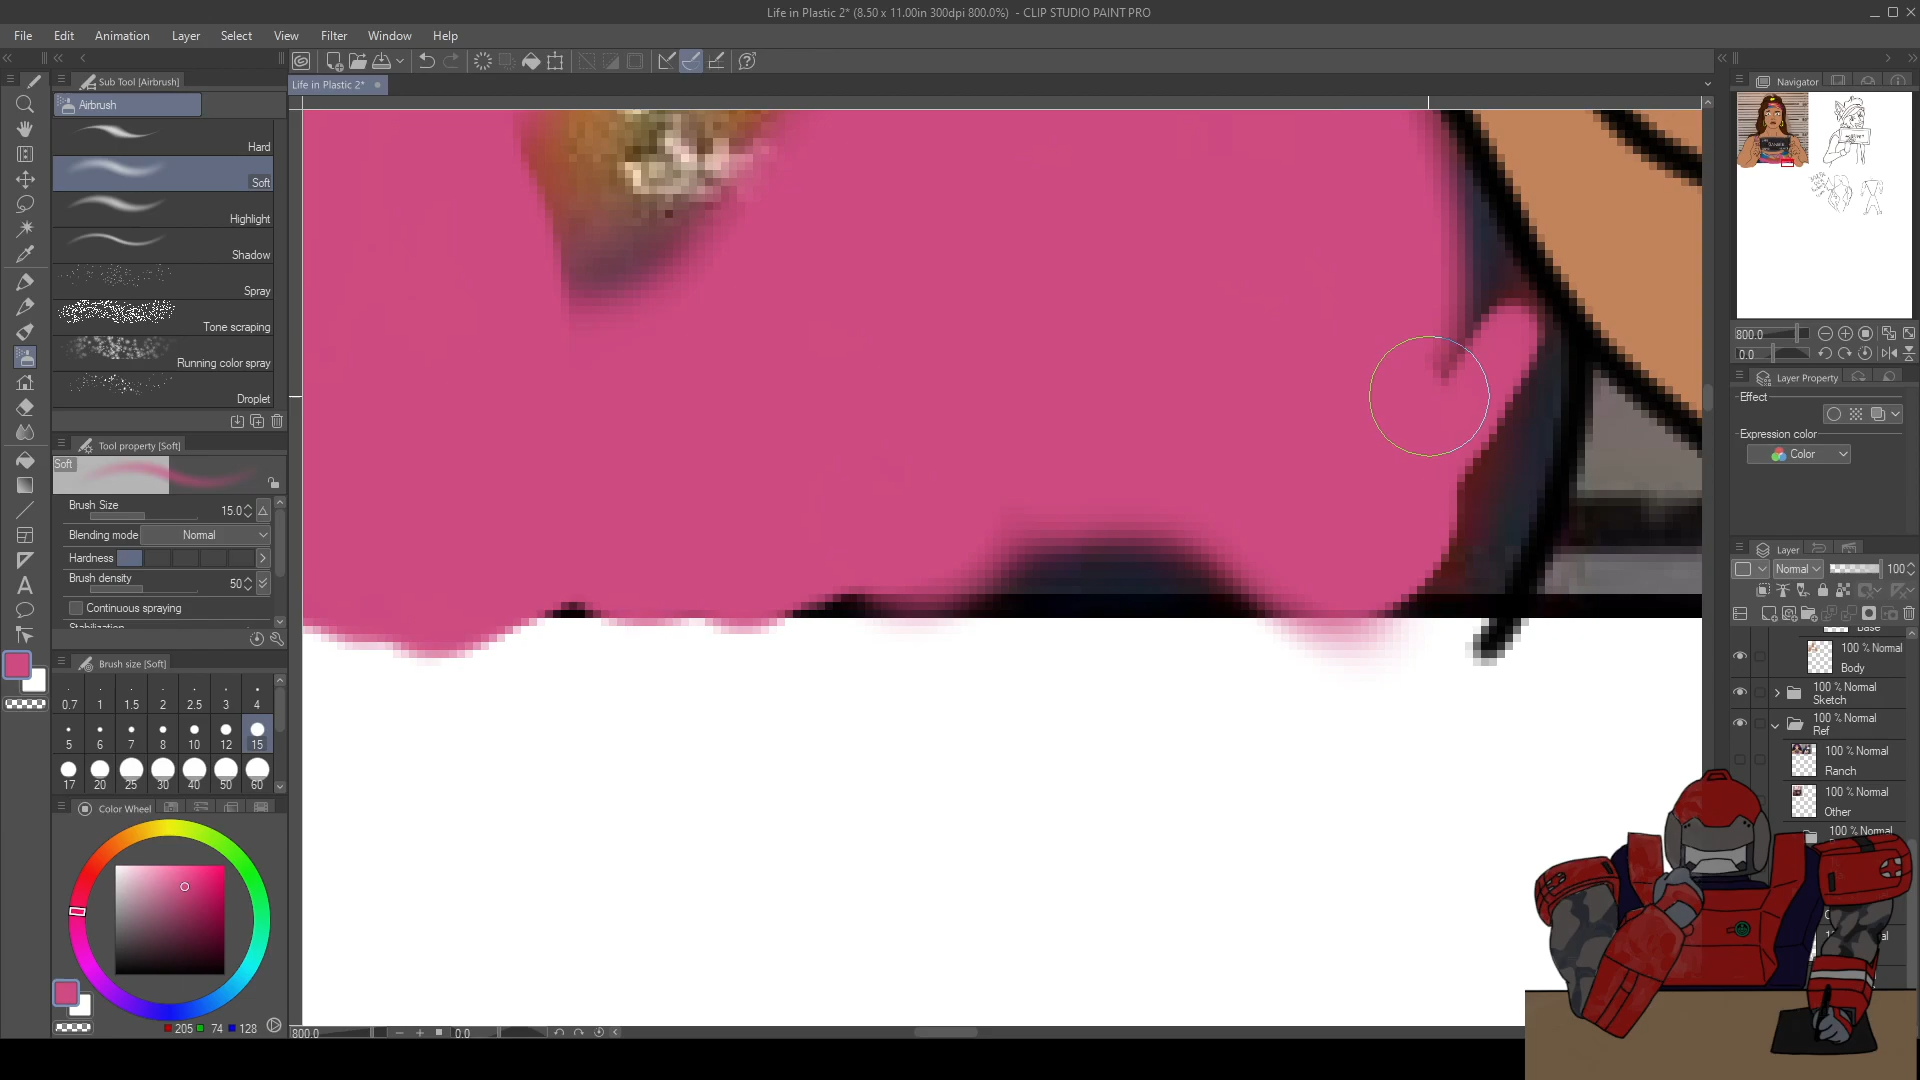 Life in Plastic 2* (8.50 x 11.00in 300dpi 800.0%) - CLIP STUDIO PAINT PRO
File Edit Animation Layer Select View Filter Window Help
Sub Tool [Airbrush]
Life in Plastic 2*
Navigator
Airbrush
Hard
Soft
Highlight
Shadow
Spray
Tone scraping
Running color spray
Droplet
800.0
0.0
Layer Property
Effect
Expression color
Color
Tool property [Soft]
Soft
Brush Size 15.0
Blending mode Normal
Hardness
Brush density 50
Continuous spraying
Stabilization
Layer
Normal 100
Base
100 % Normal
Body
100 % Normal
Sketch
100 % Normal
Ref
100 % Normal
Ranch
100 % Normal
Other
100 % Normal
Brush size [Soft]
0.7 1 1.5 2 2.5 3 4
5 6 7 8 10 12 15
17 20 25 30 40 50 60
Color Wheel
205 74 128
800.0 0.0